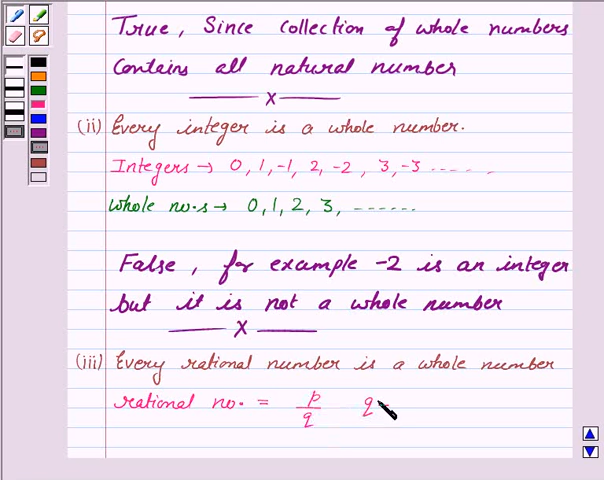 True, Since collection of whole numbers
Contains all natural number
x
(ii) Every integer is a whole number.
Integers → 0, 1, -1, 2, -2, 3, -3 ......
Whole no.s → 0, 1, 2, 3, ------
False, for example -2 is an integer
but it is not a whole number
x
(iii) Every rational number is a whole number
rational no. = p/q q